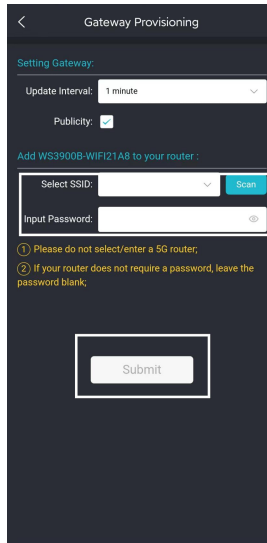 Gateway Provisioning
Setting Gateway:
Update Interval: 1 minute
Publicity:
Add WS3900B-WIFI21A8 to your router :
Select SSID: Scan
Input Password:
① Please do not select/enter a 5G router;
② If your router does not require a password, leave the
password blank;
Submit